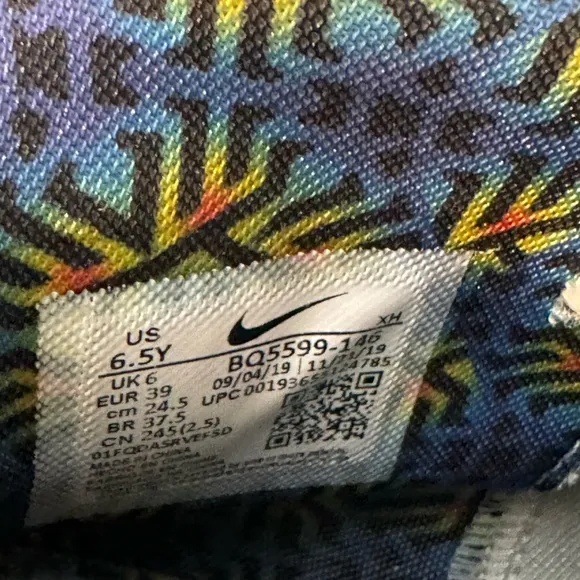 US
6.5Y
UK 6
EUR 39
cm 24.5
BR 37.5
CN 245(2.5)
XH
BQ5599-146
09/04/19 | 11/21/19
UPC
01FQDASRVEFSD
MADE IN CHINA